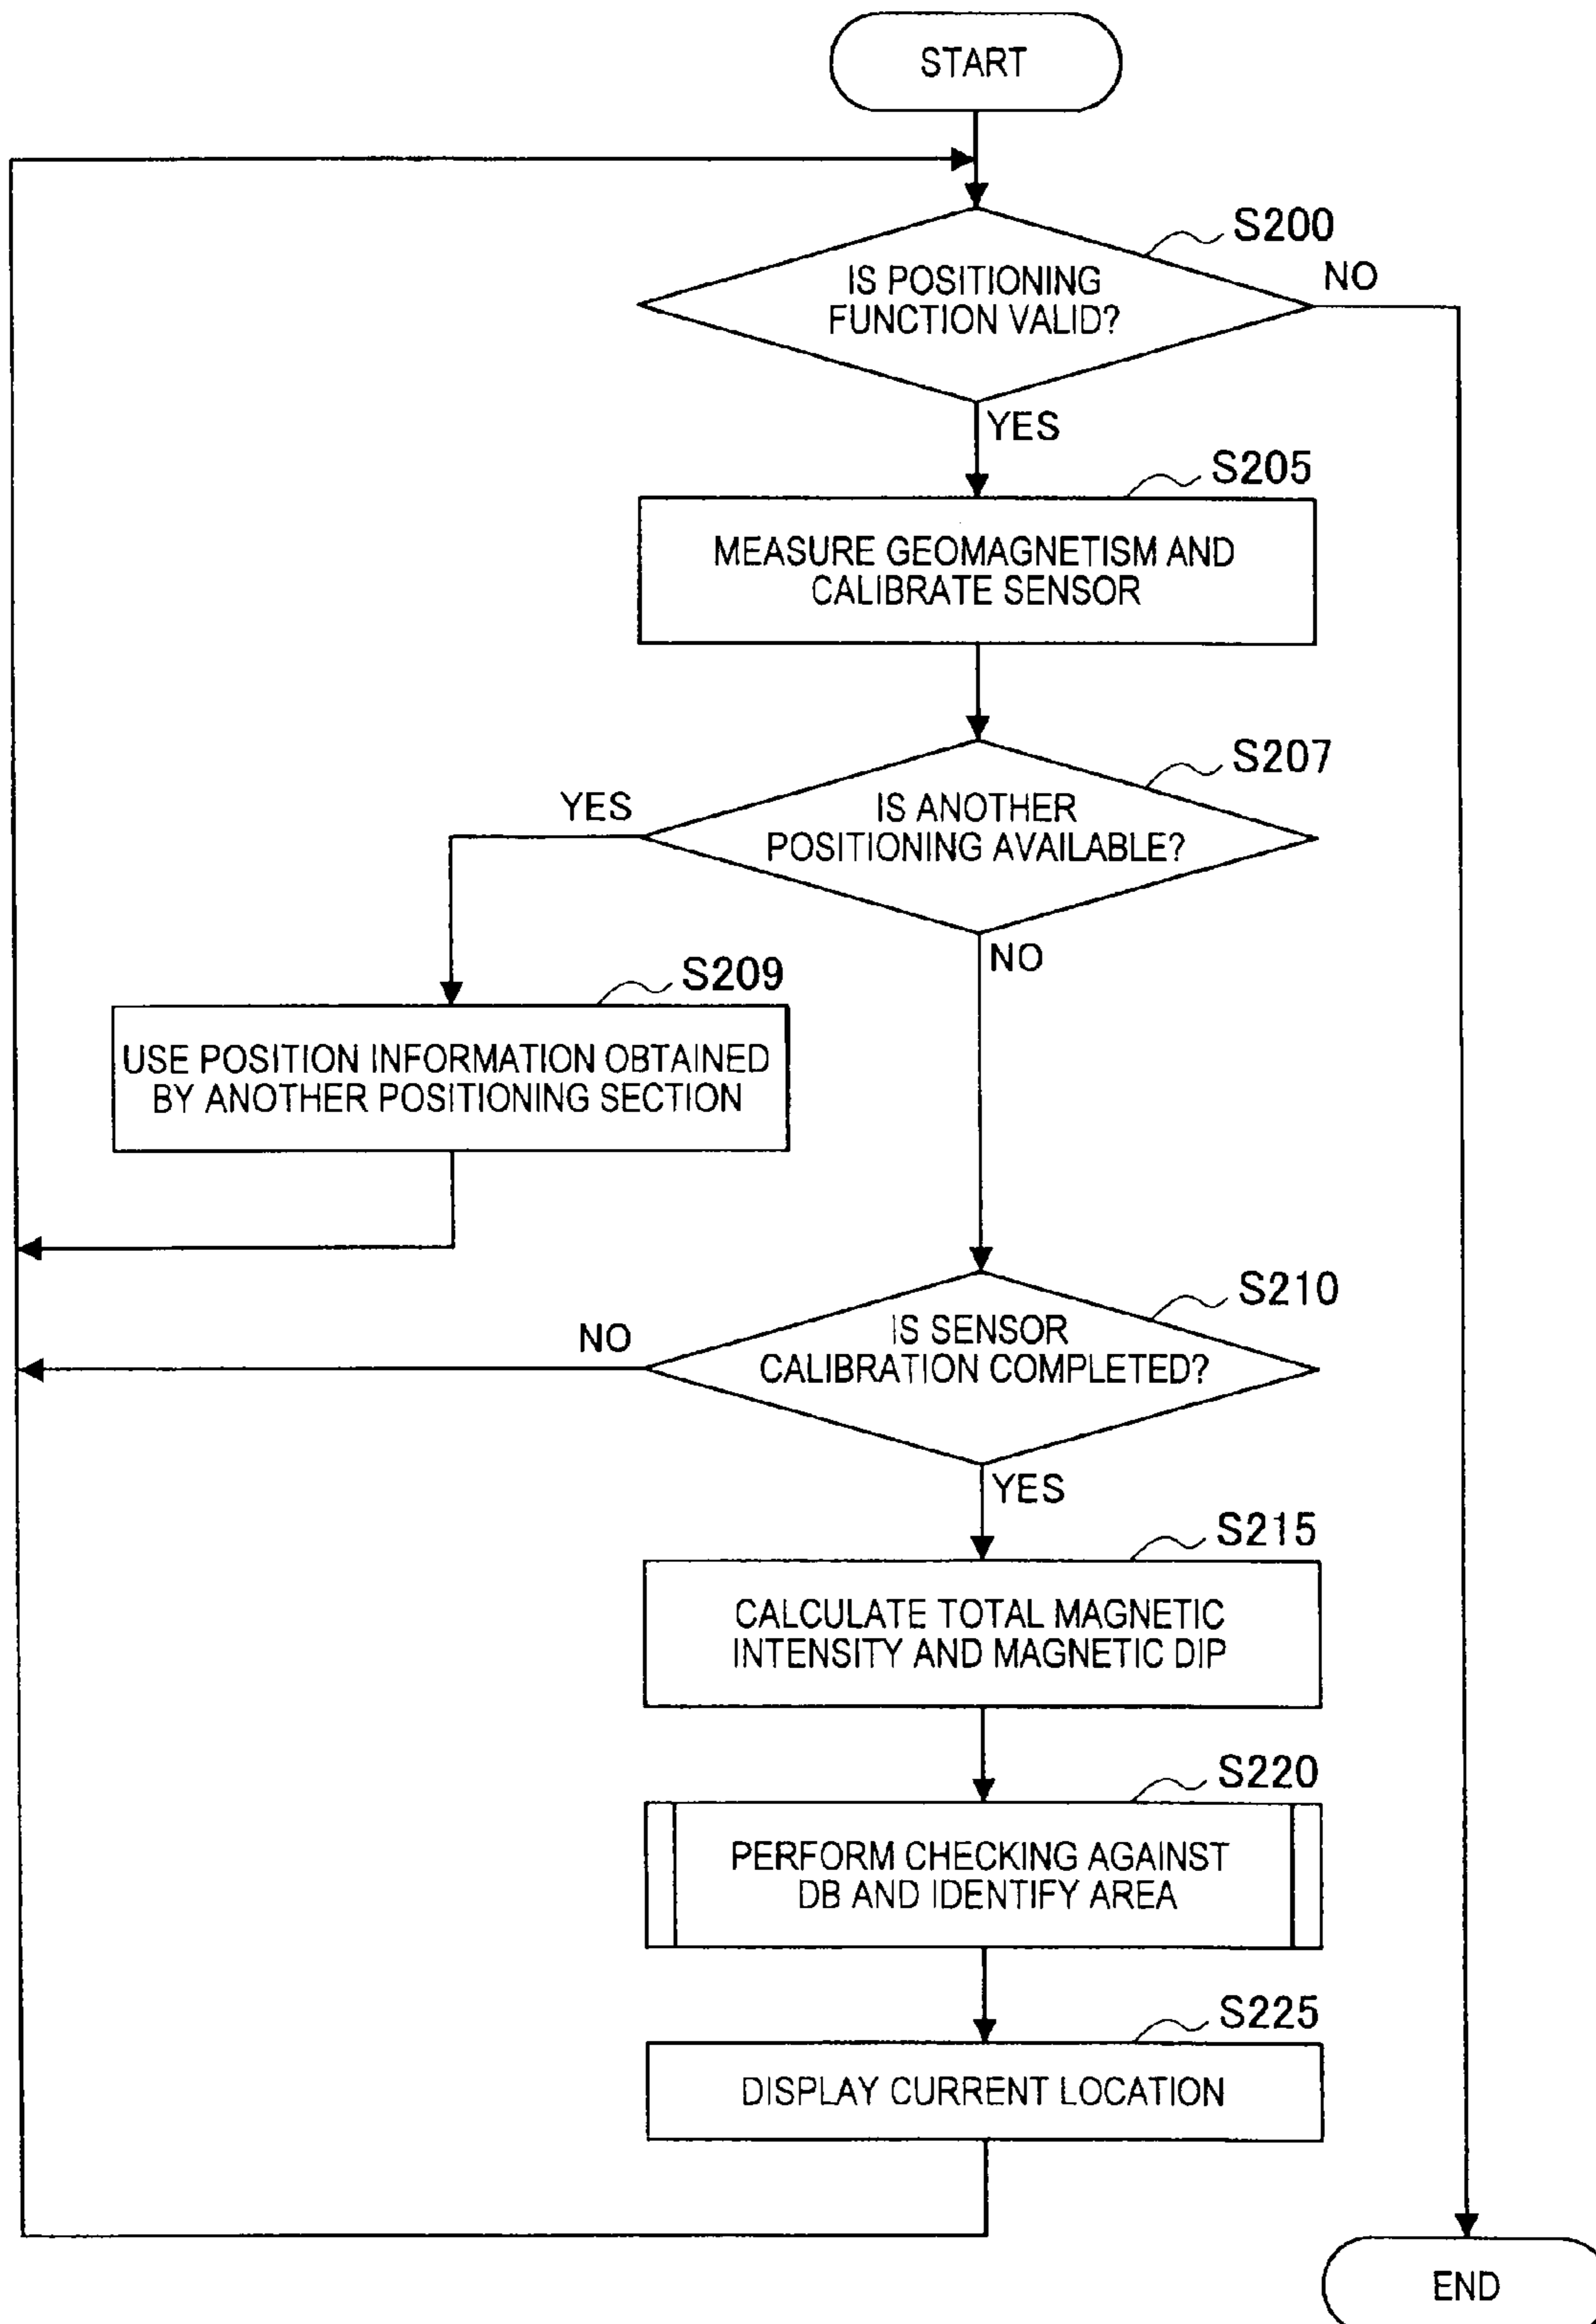 START
S200
IS POSITIONING
FUNCTION VALID?
NO
YES
S205
MEASURE GEOMAGNETISM AND
CALIBRATE SENSOR
S207
IS ANOTHER
POSITIONING AVAILABLE?
YES
NO
S209
USE POSITION INFORMATION OBTAINED
BY ANOTHER POSITIONING SECTION
S210
IS SENSOR
CALIBRATION COMPLETED?
NO
YES
S215
CALCULATE TOTAL MAGNETIC
INTENSITY AND MAGNETIC DIP
S220
PERFORM CHECKING AGAINST
DB AND IDENTIFY AREA
S225
DISPLAY CURRENT LOCATION
END